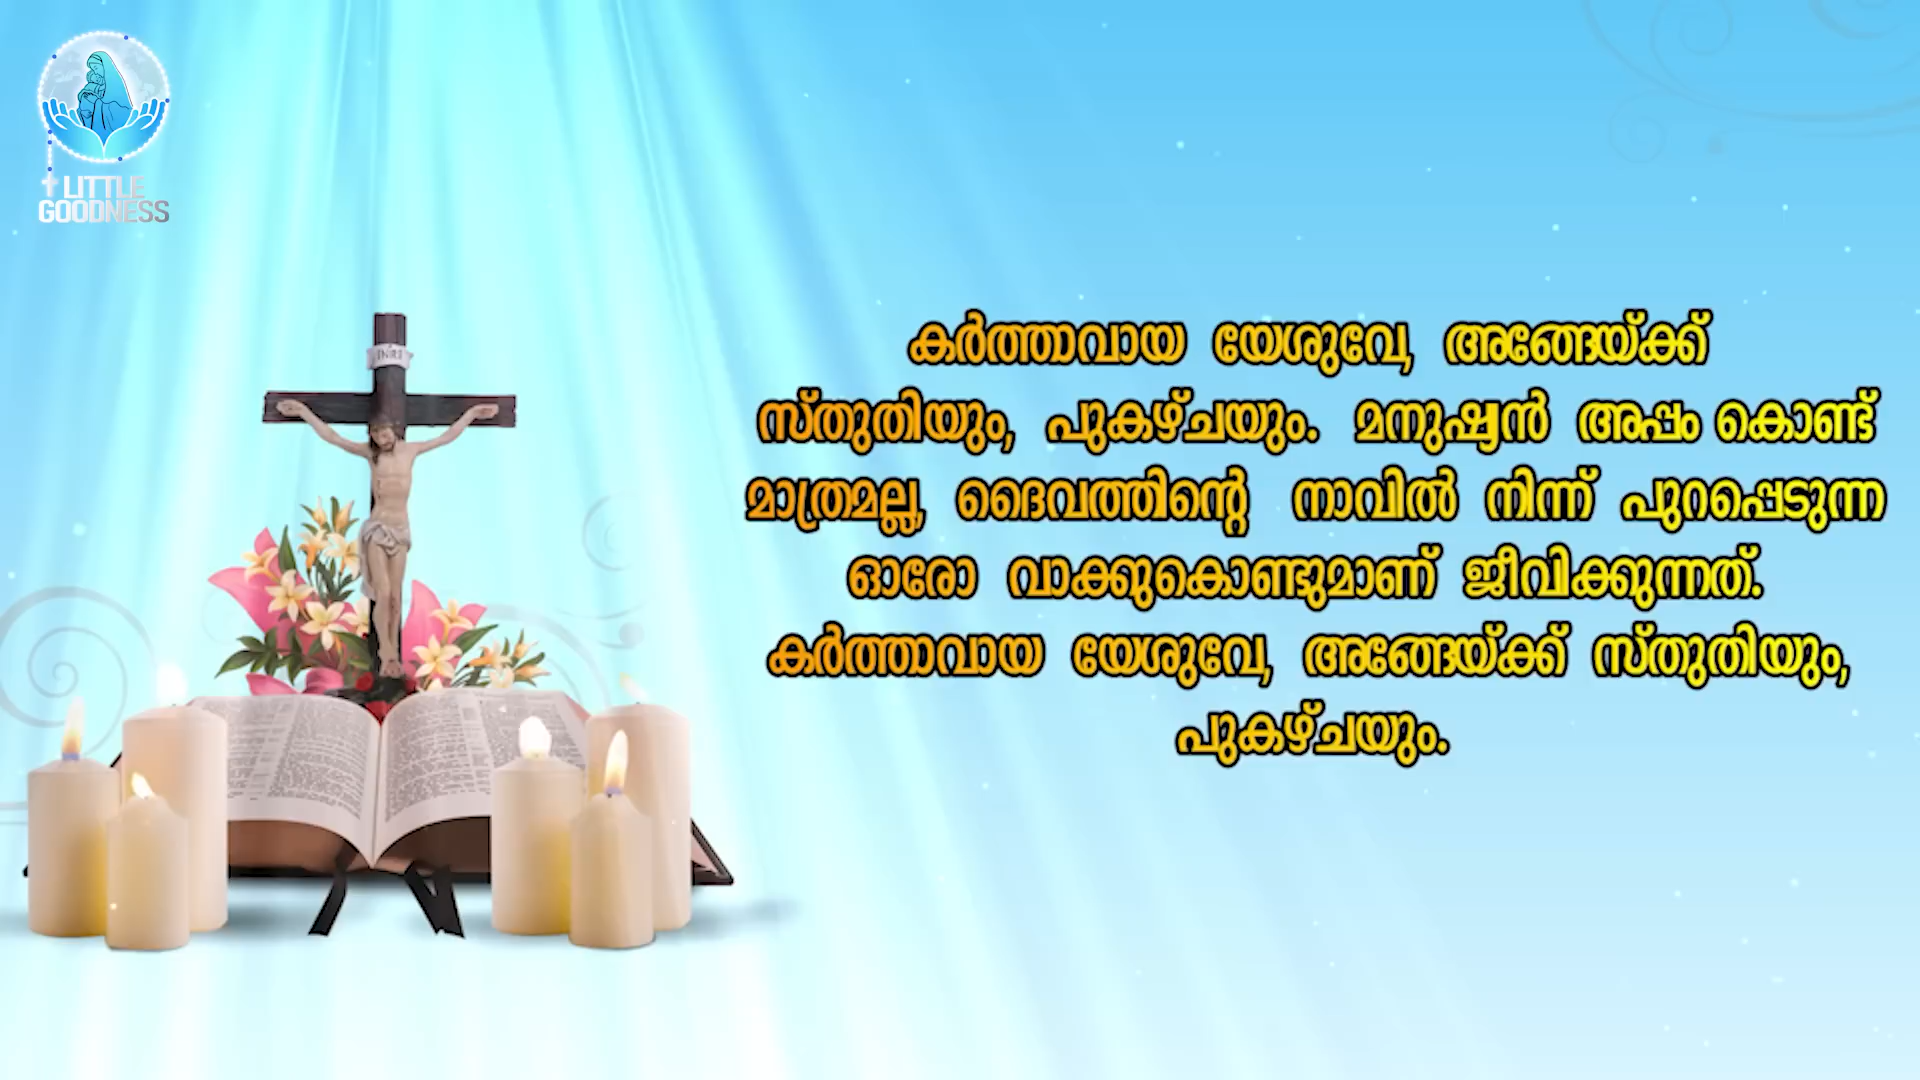 LITTLE
GOODNESS
INRI
കർത്താവായ യേശുവേ, അങ്ങേയ്ക്ക്
സ്തുതിയും, പുകഴ്ചയും. മനുഷ്യൻ അപ്പം കൊണ്ട്
മാത്രമല്ല, ദൈവത്തിന്റെ നാവിൽ നിന്ന് പുറപ്പെടുന്ന
ഓരോ വാക്കുകൊണ്ടുമാണ് ജീവിക്കുന്നത്.
കർത്താവായ യേശുവേ, അങ്ങേയ്ക്ക് സ്തുതിയും,
പുകഴ്ചയും.